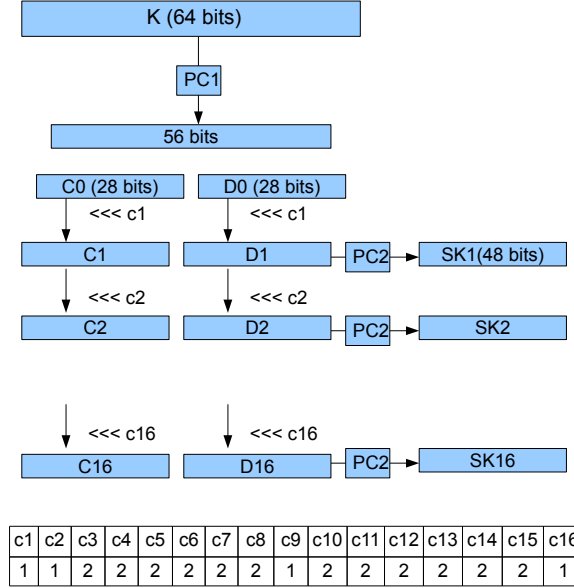 K (64 bits)
PC1
56 bits
C0 (28 bits) D0 (28 bits)
<<< c1 <<< c1
C1 D1 PC2 SK1(48 bits)
<<< c2 <<< c2
C2 D2 PC2 SK2
<<< c16 <<< c16
C16 D16 PC2 SK16
c1 c2 c3 c4 c5 c6 c7 c8 c9 c10 c11 c12 c13 c14 c15 c16
1 1 2 2 2 2 2 2 1 2 2 2 2 2 2 1